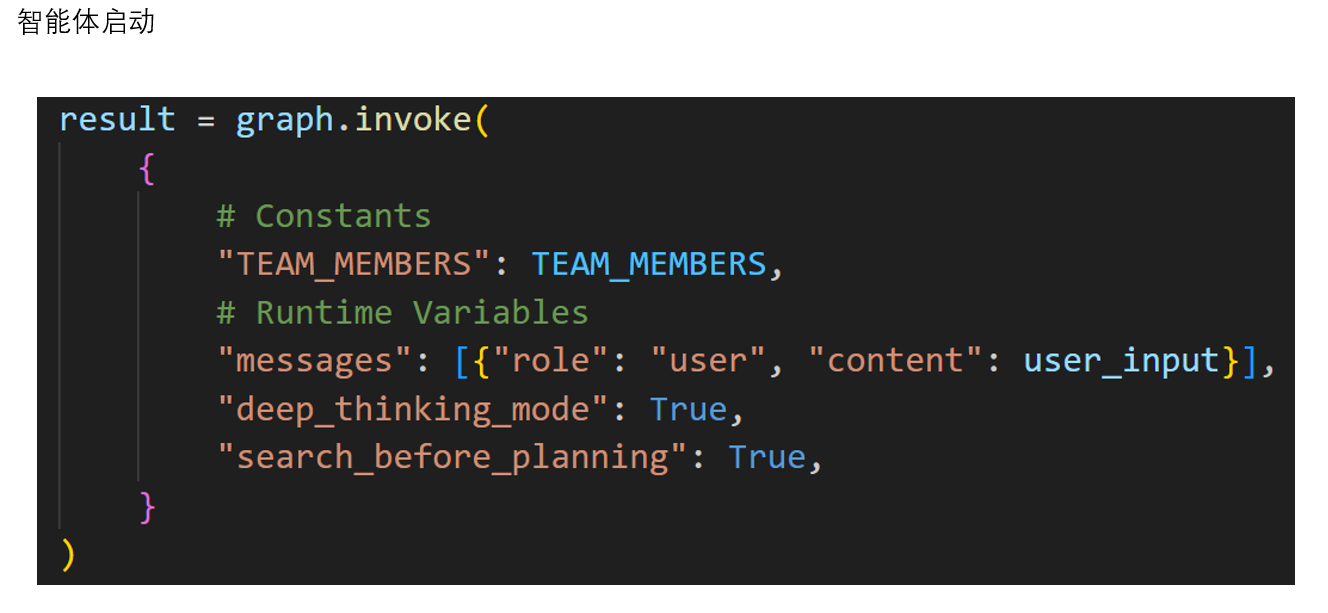 智能体启动
result = graph.invoke(
    {
        # Constants
        "TEAM_MEMBERS": TEAM_MEMBERS,
        # Runtime Variables
        "messages": [{"role": "user", "content": user_input}],
        "deep_thinking_mode": True,
        "search_before_planning": True,
    }
)